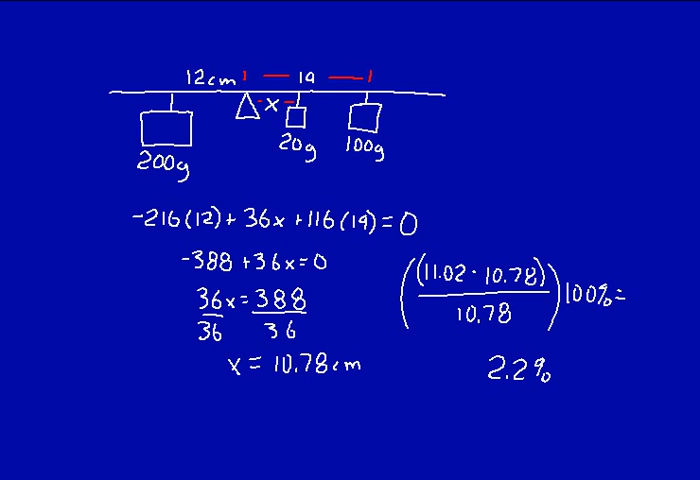 12cm 19
x
20g 100g
200g
-216(12) + 36x + 116(19) = 0
-388 + 36x = 0
36x = 388
36 36
x = 10.78cm
((11.02 - 10.78) / 10.78) 100% =
2.2%